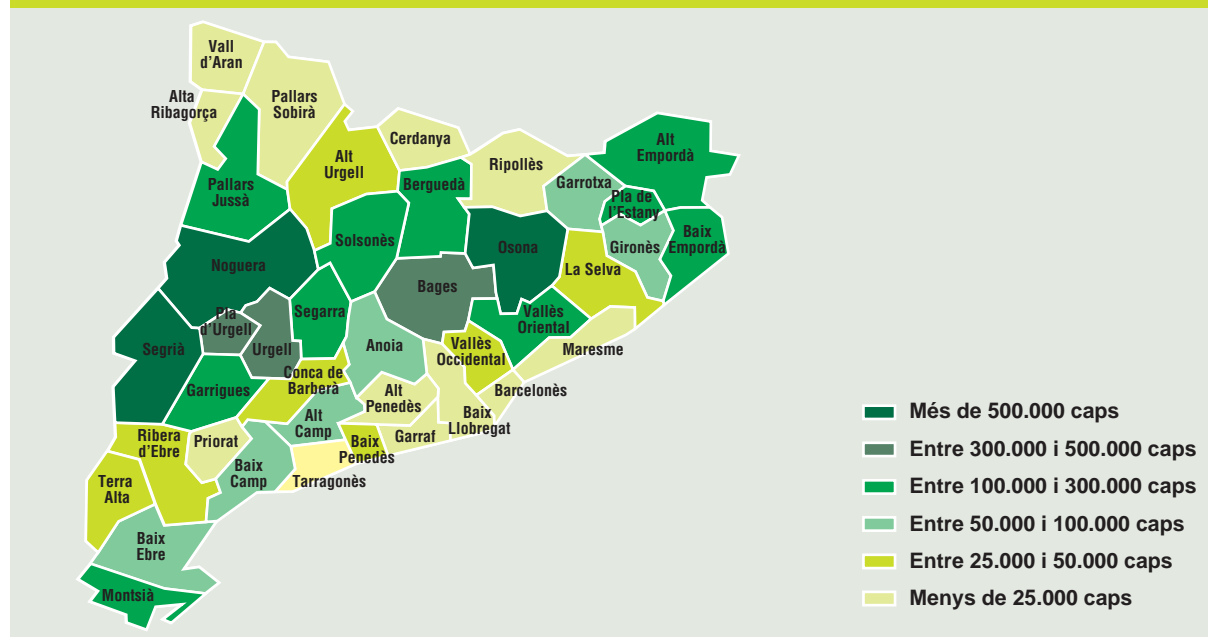 Vall
d'Aran
Alta
Ribagorça
Pallars
Sobirà
Cerdanya
Alt
Urgell
Ripollès
Alt
Empordà
Garrotxa
Berguedà
Pallars
Jussà
Pla de
l'Estany
Solsonès
Osona
Gironès
Baix
Empordà
Noguera
La Selva
Bages
Segarra
Vallès
Oriental
Pla
d'Urgell
Segrià
Urgell
Anoia
Vallès
Occidental
Maresme
Conca de
Barberà
Garrigues
Alt
Penedès
Barcelonès
Alt
Camp
Baix
Llobregat
Ribera
d'Ebre
Priorat
Baix
Penedès
Garraf
Baix
Camp
Tarragonès
Terra
Alta
Baix
Ebre
Montsià
Més de 500.000 caps
Entre 300.000 i 500.000 caps
Entre 100.000 i 300.000 caps
Entre 50.000 i 100.000 caps
Entre 25.000 i 50.000 caps
Menys de 25.000 caps